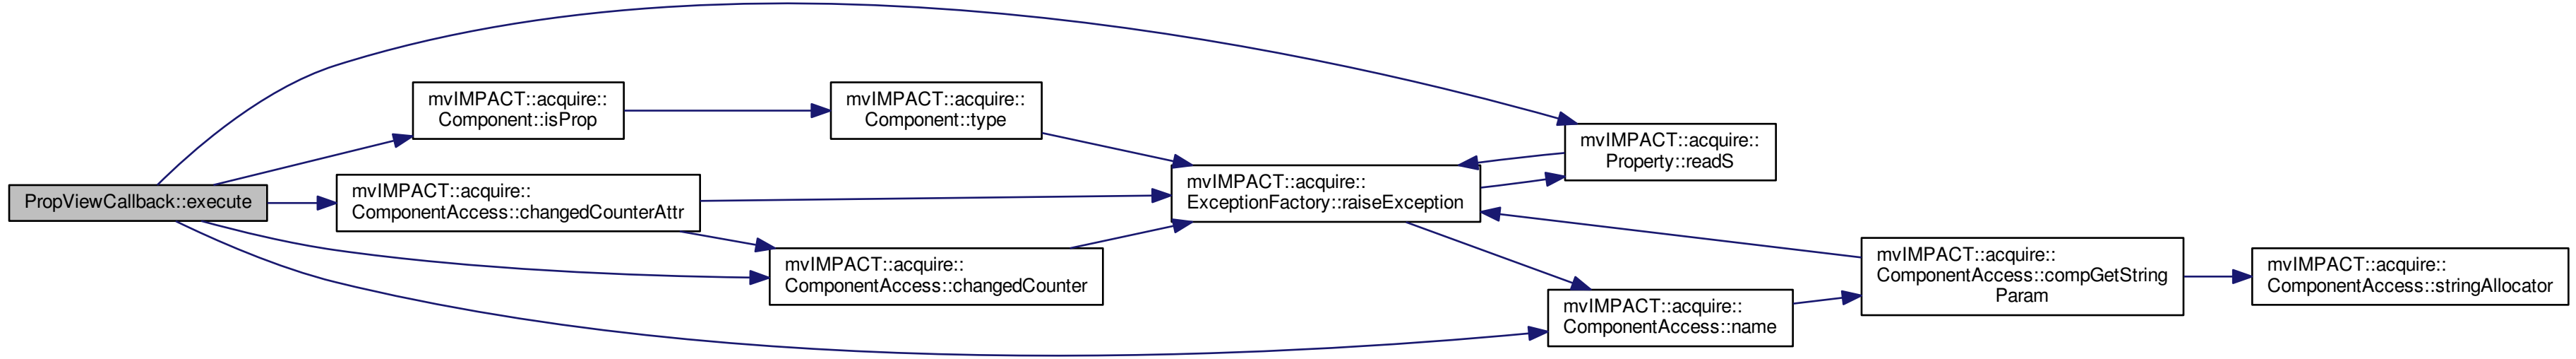 PropViewCallback::execute
mvIMPACT::acquire::
Component::isProp
mvIMPACT::acquire::
ComponentAccess::changedCounterAttr
mvIMPACT::acquire::
Component::type
mvIMPACT::acquire::
ComponentAccess::changedCounter
mvIMPACT::acquire::
ExceptionFactory::raiseException
mvIMPACT::acquire::
Property::readS
mvIMPACT::acquire::
ComponentAccess::name
mvIMPACT::acquire::
ComponentAccess::compGetString
Param
mvIMPACT::acquire::
ComponentAccess::stringAllocator